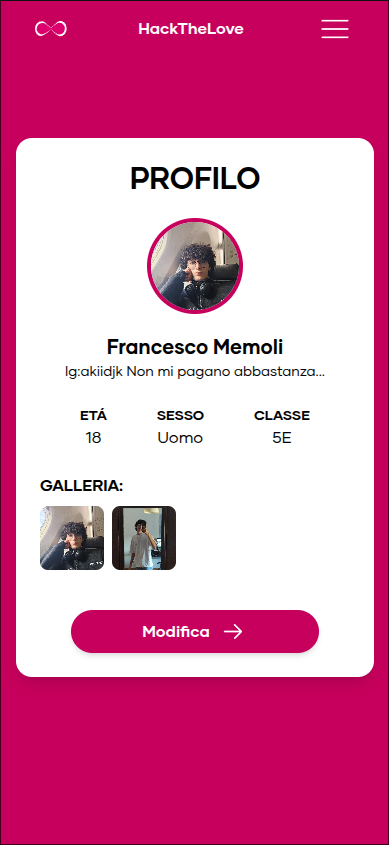 HackTheLove
PROFILO
Francesco Memoli
Ig:akiidjk Non mi pagano abbastanza...
ETÁ SESSO CLASSE
18 Uomo 5E
GALLERIA:
Modifica